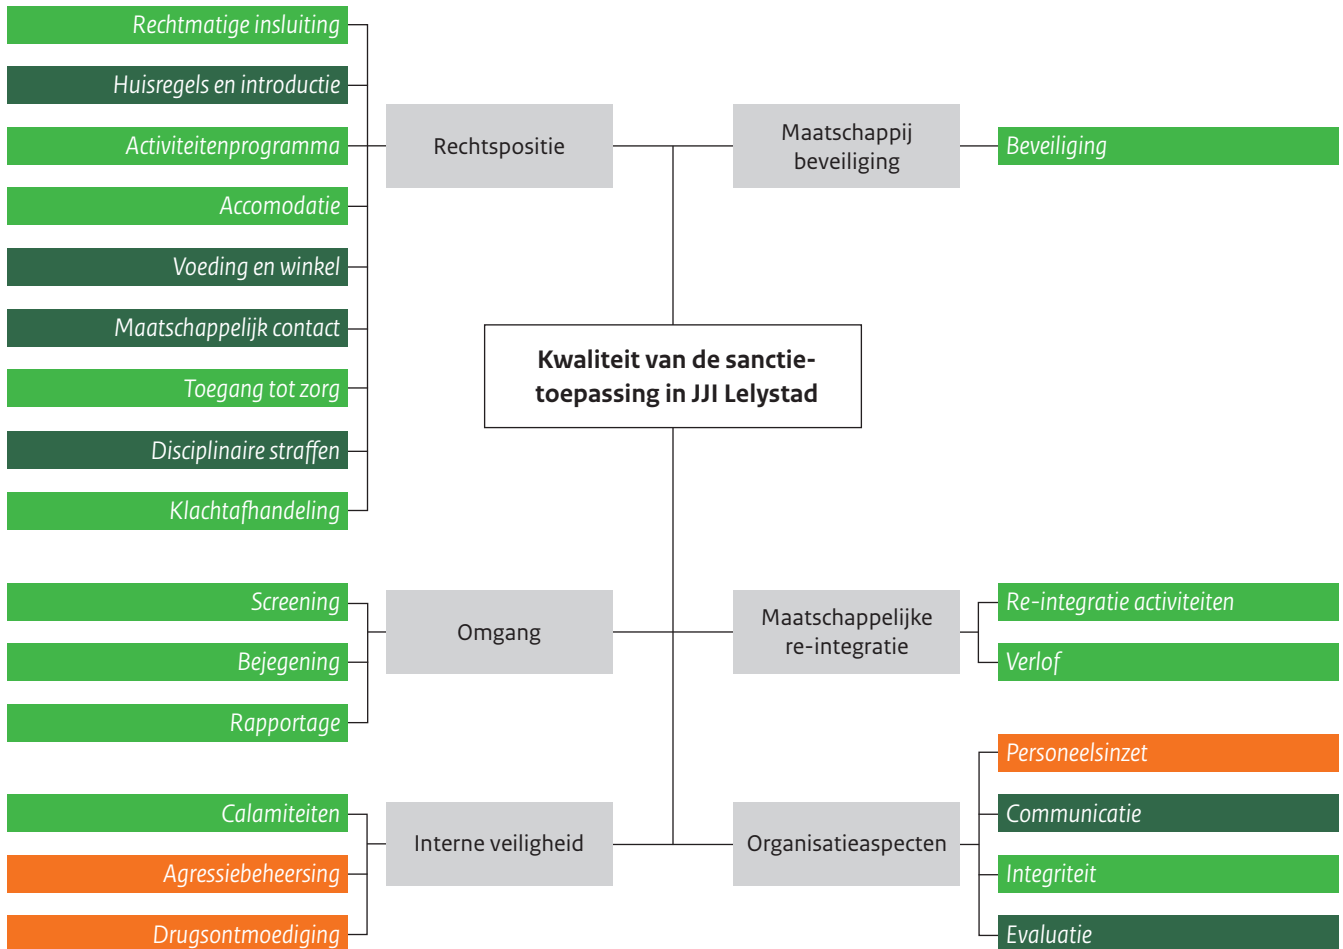 Rechtmatige insluiting
Huisregels en introductie
Activiteitenprogramma
Accomodatie
Voeding en winkel
Maatschappelijk contact
Toegang tot zorg
Disciplinaire straffen
Klachtafhandeling
Rechtspositie
Maatschappij
beveiliging
Beveiliging
Kwaliteit van de sanctie-
toepassing in JJI Lelystad
Screening
Bejegening
Rapportage
Omgang
Maatschappelijke
re-integratie
Re-integratie activiteiten
Verlof
Calamiteiten
Agressiebeheersing
Drugsontmoediging
Interne veiligheid
Organisatieaspecten
Personeelsinzet
Communicatie
Integriteit
Evaluatie